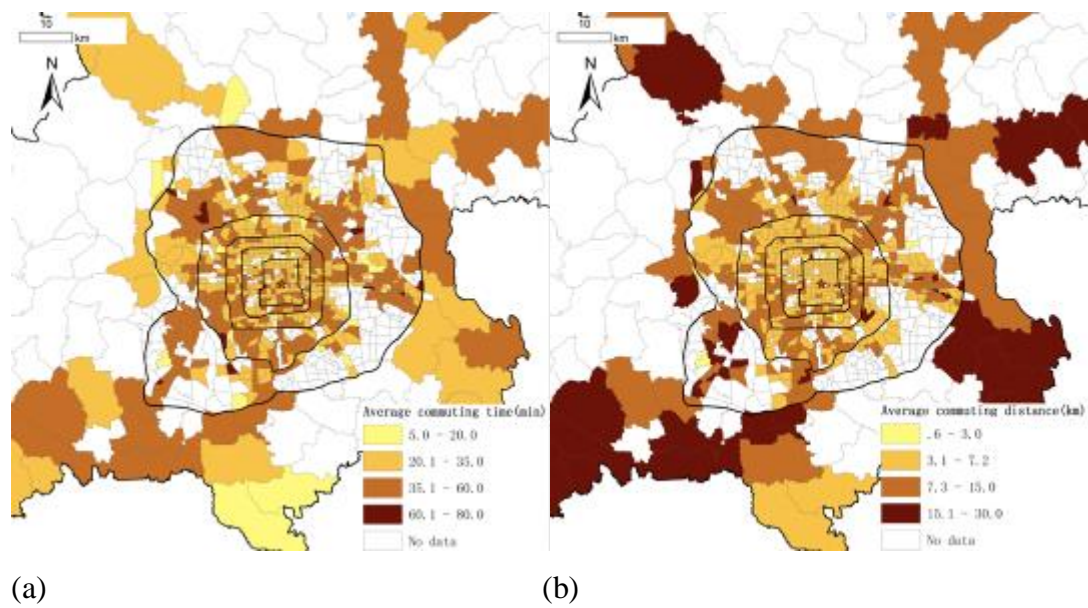 10
km
N
Average commuting time(min)
5.0 - 20.0
20.1 - 35.0
35.1 - 60.0
60.1 - 80.0
No data
10
km
N
Average commuting distance(km)
.6 - 3.0
3.1 - 7.2
7.3 - 15.0
15.1 - 30.0
No data
(a)
(b)